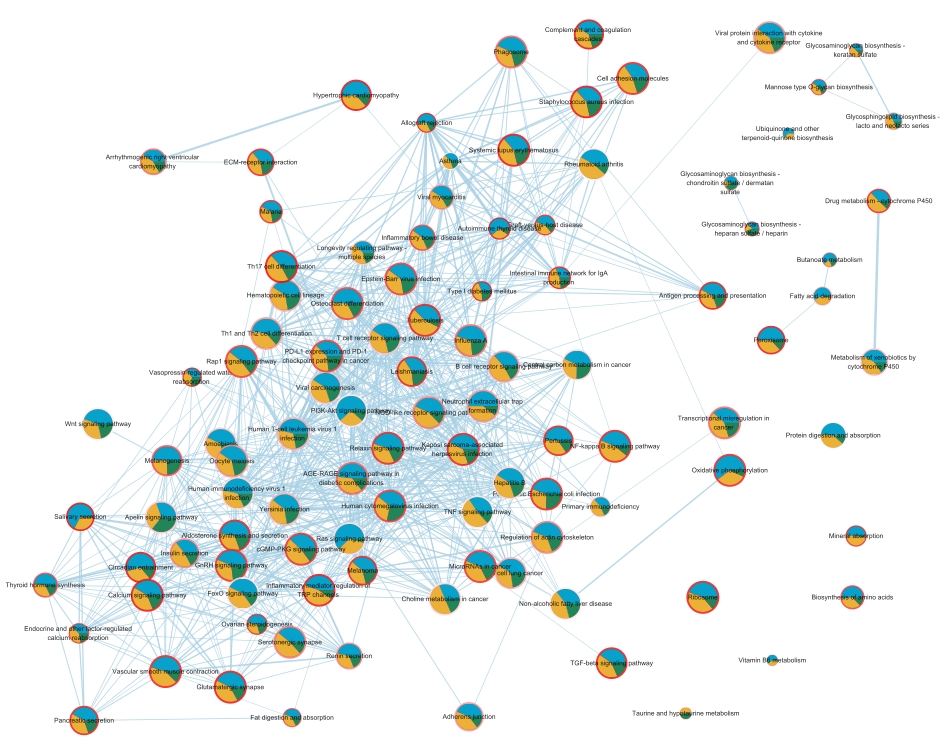 Complement and coagulation
cascades
Viral protein interaction with cytokine
and cytokine receptor
Glycosaminoglycan biosynthesis -
keratan sulfate
Phagosome
Cell adhesion molecules
Mannose type O-glycan biosynthesis
Hypertrophic cardiomyopathy
Staphylococcus aureus infection
Allograft rejection
Glycosphingolipid biosynthesis -
lacto and neolacto series
Ubiquinone and other
terpenoid-quinone biosynthesis
Systemic lupus erythematosus
Arrhythmogenic right ventricular
cardiomyopathy
ECM-receptor interaction
Asthma
Rheumatoid arthritis
Glycosaminoglycan biosynthesis -
chondroitin sulfate / dermatan
sulfate
Viral myocarditis
Drug metabolism - cytochrome P450
Malaria
Autoimmune thyroid disease
Graft-versus-host disease
Glycosaminoglycan biosynthesis -
heparan sulfate / heparin
Inflammatory bowel disease
Longevity regulating pathway -
multiple species
Butanoate metabolism
Th17 cell differentiation
Epstein-Barr virus infection
Intestinal immune network for IgA
production
Type I diabetes mellitus
Hematopoietic cell lineage
Antigen processing and presentation
Fatty acid degradation
Osteoclast differentiation
Tuberculosis
Th1 and Th2 cell differentiation
T cell receptor signaling pathway
Influenza A
Peroxisome
PD-L1 expression and PD-1
checkpoint pathway in cancer
Rap1 signaling pathway
Leishmaniasis
B cell receptor signaling pathway
Central carbon metabolism in cancer
Metabolism of xenobiotics by
cytochrome P450
Vasopressin-regulated water
reabsorption
Viral carcinogenesis
Neutrophil extracellular trap
formation
PI3K-Akt signaling pathway
NOD-like receptor signaling
Transcriptional misregulation in
cancer
Wnt signaling pathway
Human T-cell leukemia virus 1
infection
Protein digestion and absorption
Amoebiasis
Relaxin signaling pathway
Kaposi sarcoma-associated
herpesvirus infection
Pertussis
NF-kappa B signaling pathway
Melanogenesis
Oocyte meiosis
AGE-RAGE signaling pathway in
diabetic complications
Oxidative phosphorylation
Hepatitis B
Human immunodeficiency virus 1
infection
Escherichia coli infection
Yersinia infection
Human cytomegalovirus infection
TNF signaling pathway
Primary immunodeficiency
Salivary secretion
Apelin signaling pathway
Aldosterone synthesis and secretion
Ras signaling pathway
Regulation of actin cytoskeleton
Mineral absorption
Insulin secretion
cGMP-PKG signaling pathway
Circadian entrainment
GnRH signaling pathway
Melanoma
MicroRNAs in cancer
cell lung cancer
Thyroid hormone synthesis
Inflammatory mediator regulation of
TRP channels
Calcium signaling pathway
FoxO signaling pathway
Choline metabolism in cancer
Non-alcoholic fatty liver disease
Ribosome
Biosynthesis of amino acids
Ovarian steroidogenesis
Endocrine and other factor-regulated
calcium reabsorption
Serotonergic synapse
Renin secretion
Vitamin B6 metabolism
TGF-beta signaling pathway
Vascular smooth muscle contraction
Glutamatergic synapse
Taurine and hypotaurine metabolism
Pancreatic secretion
Fat digestion and absorption
Adherens junction